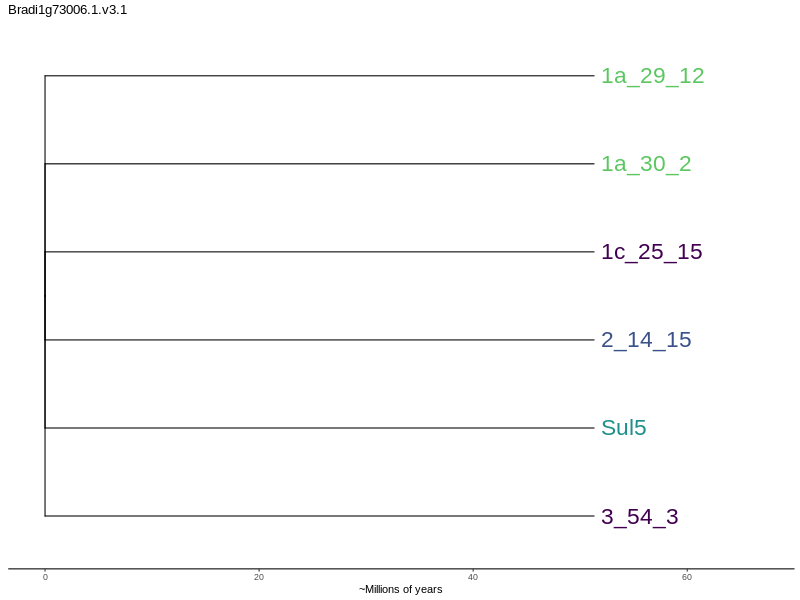 Bradi1g73006.1.v3.1
1a_29_12
1a_30_2
1c_25_15
2_14_15
Sul5
3_54_3
0 20 40 60
~Millions of years